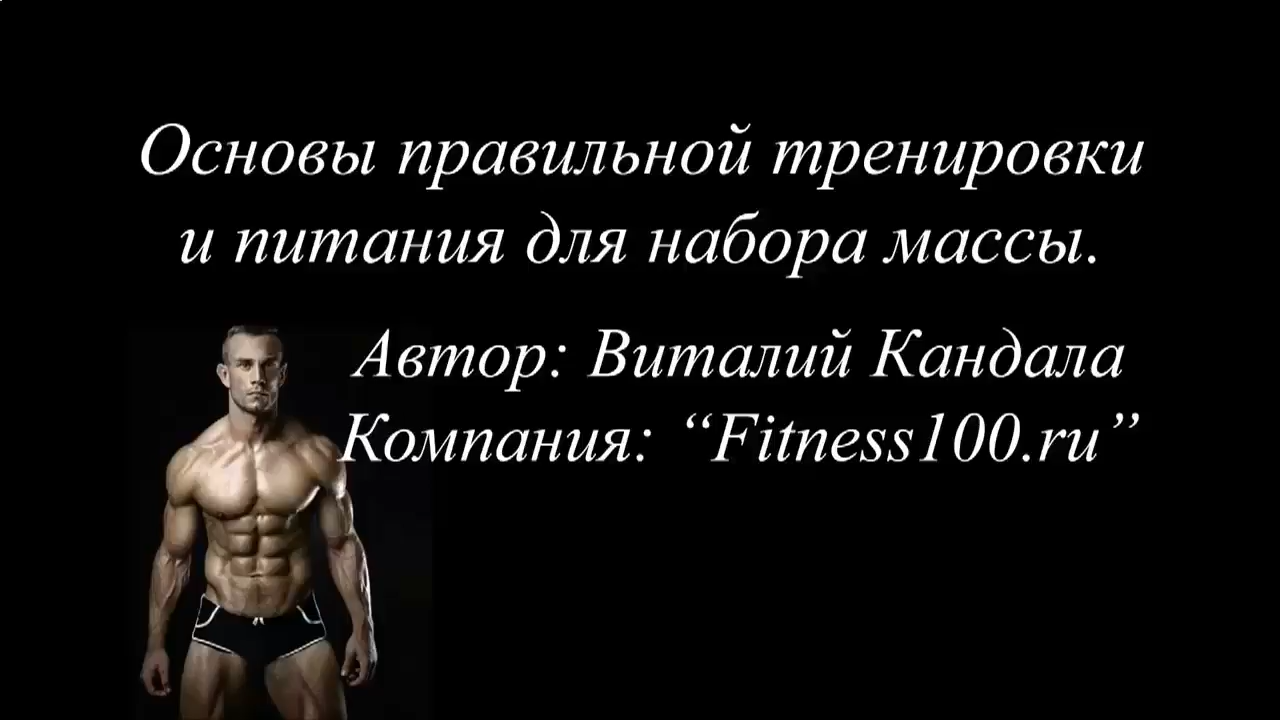 Основы правильной тренировки
и питания для набора массы.
Автор: Виталий Кандала
Компания: “Fitness100.ru”